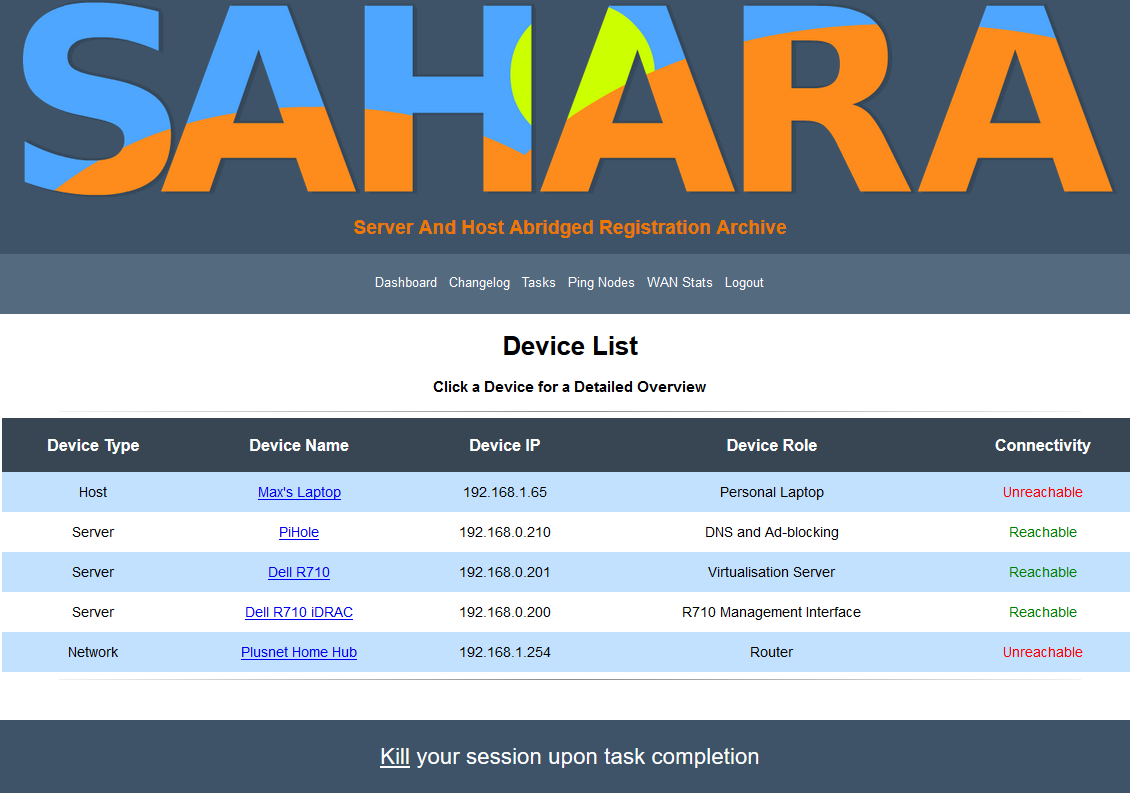 SAHARA
Server And Host Abridged Registration Archive
Dashboard Changelog Tasks Ping Nodes WAN Stats Logout
Device List
Click a Device for a Detailed Overview
Device Type Device Name Device IP Device Role Connectivity
Host Max's Laptop 192.168.1.65 Personal Laptop Unreachable
Server PiHole 192.168.0.210 DNS and Ad-blocking Reachable
Server Dell R710 192.168.0.201 Virtualisation Server Reachable
Server Dell R710 iDRAC 192.168.0.200 R710 Management Interface Reachable
Network Plusnet Home Hub 192.168.1.254 Router Unreachable
Kill your session upon task completion